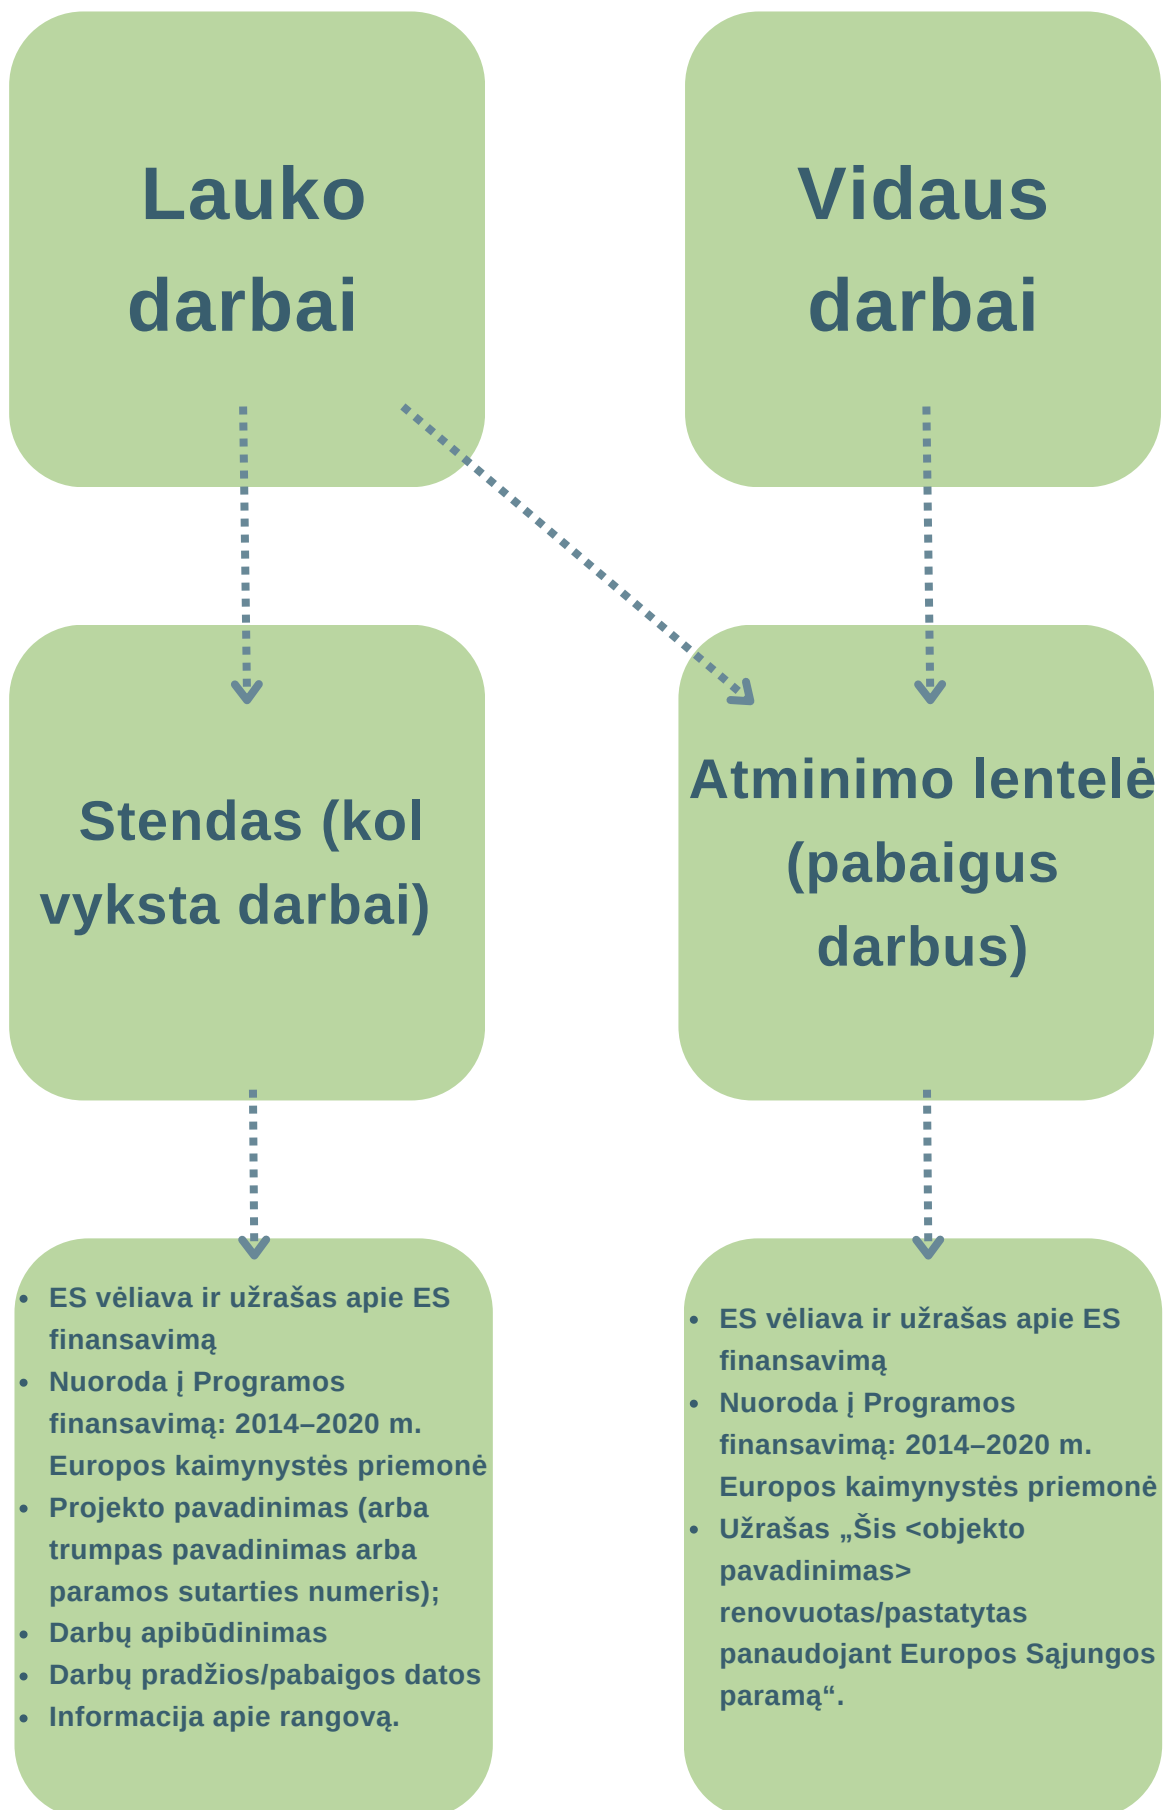 Lauko
darbai
Vidaus
darbai
Stendas (kol
vyksta darbai)
Atminimo lentelė
(pabaigus
darbus)
• ES vėliava ir užrašas apie ES
finansavimą
• Nuoroda į Programos
finansavimą: 2014–2020 m.
Europos kaimynystės priemonė
• Projekto pavadinimas (arba
trumpas pavadinimas arba
paramos sutarties numeris);
• Darbų apibūdinimas
• Darbų pradžios/pabaigos datos
• Informacija apie rangovą.
• ES vėliava ir užrašas apie ES
finansavimą
• Nuoroda į Programos
finansavimą: 2014–2020 m.
Europos kaimynystės priemonė
• Užrašas „Šis <objekto
pavadinimas>
renovuotas/pastatytas
panaudojant Europos Sąjungos
paramą“.